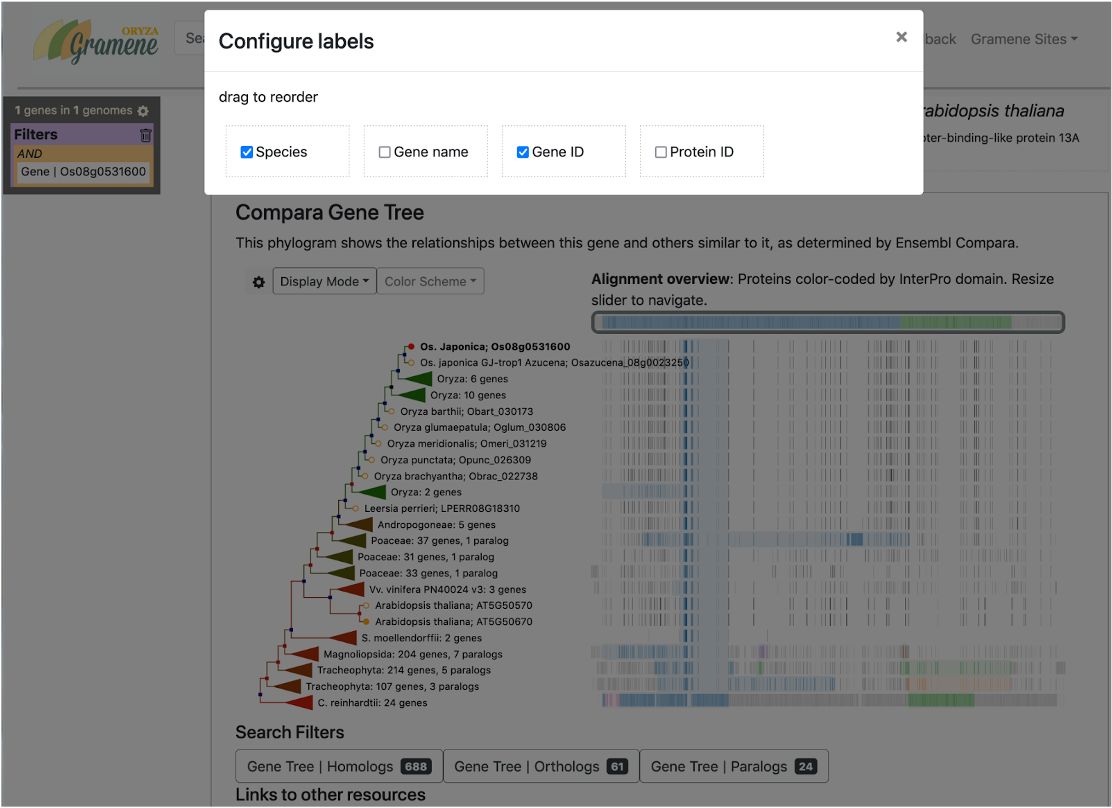 ORYZA
Gramene
Sea
Configure labels
×
back
Gramene Sites
drag to reorder
Species
Gene name
Gene ID
Protein ID
1 genes in 1 genomes
Filters
AND
Gene | Os08g0531600
rabidopsis thaliana
oter-binding-like protein 13A
Compara Gene Tree
This phylogram shows the relationships between this gene and others similar to it, as determined by Ensembl Compara.
Display Mode
Color Scheme
Alignment overview: Proteins color-coded by InterPro domain. Resize
slider to navigate.
Os. Japonica; Os08g0531600
Os. japonica GJ-trop1 Azucena; Osazucena_08g0023250
Oryza: 6 genes
Oryza: 10 genes
Oryza barthii; Obart_030173
Oryza glumaepatula; Oglum_030806
Oryza meridionalis; Omeri_031219
Oryza punctata; Opunc_026309
Oryza brachyantha; Obrac_022738
Oryza: 2 genes
Leersia perrieri; LPERR08G18310
Andropogoneae: 5 genes
Poaceae: 37 genes, 1 paralog
Poaceae: 31 genes, 1 paralog
Poaceae: 33 genes, 1 paralog
Vv. vinifera PN40024 v3: 3 genes
Arabidopsis thaliana; AT5G50570
Arabidopsis thaliana; AT5G50670
S. moellendorffii: 2 genes
Magnoliopsida: 204 genes, 7 paralogs
Tracheophyta: 214 genes, 5 paralogs
Tracheophyta: 107 genes, 3 paralogs
C. reinhardtii: 24 genes
Search Filters
Gene Tree | Homologs 688
Gene Tree | Orthologs 61
Gene Tree | Paralogs 24
Links to other resources